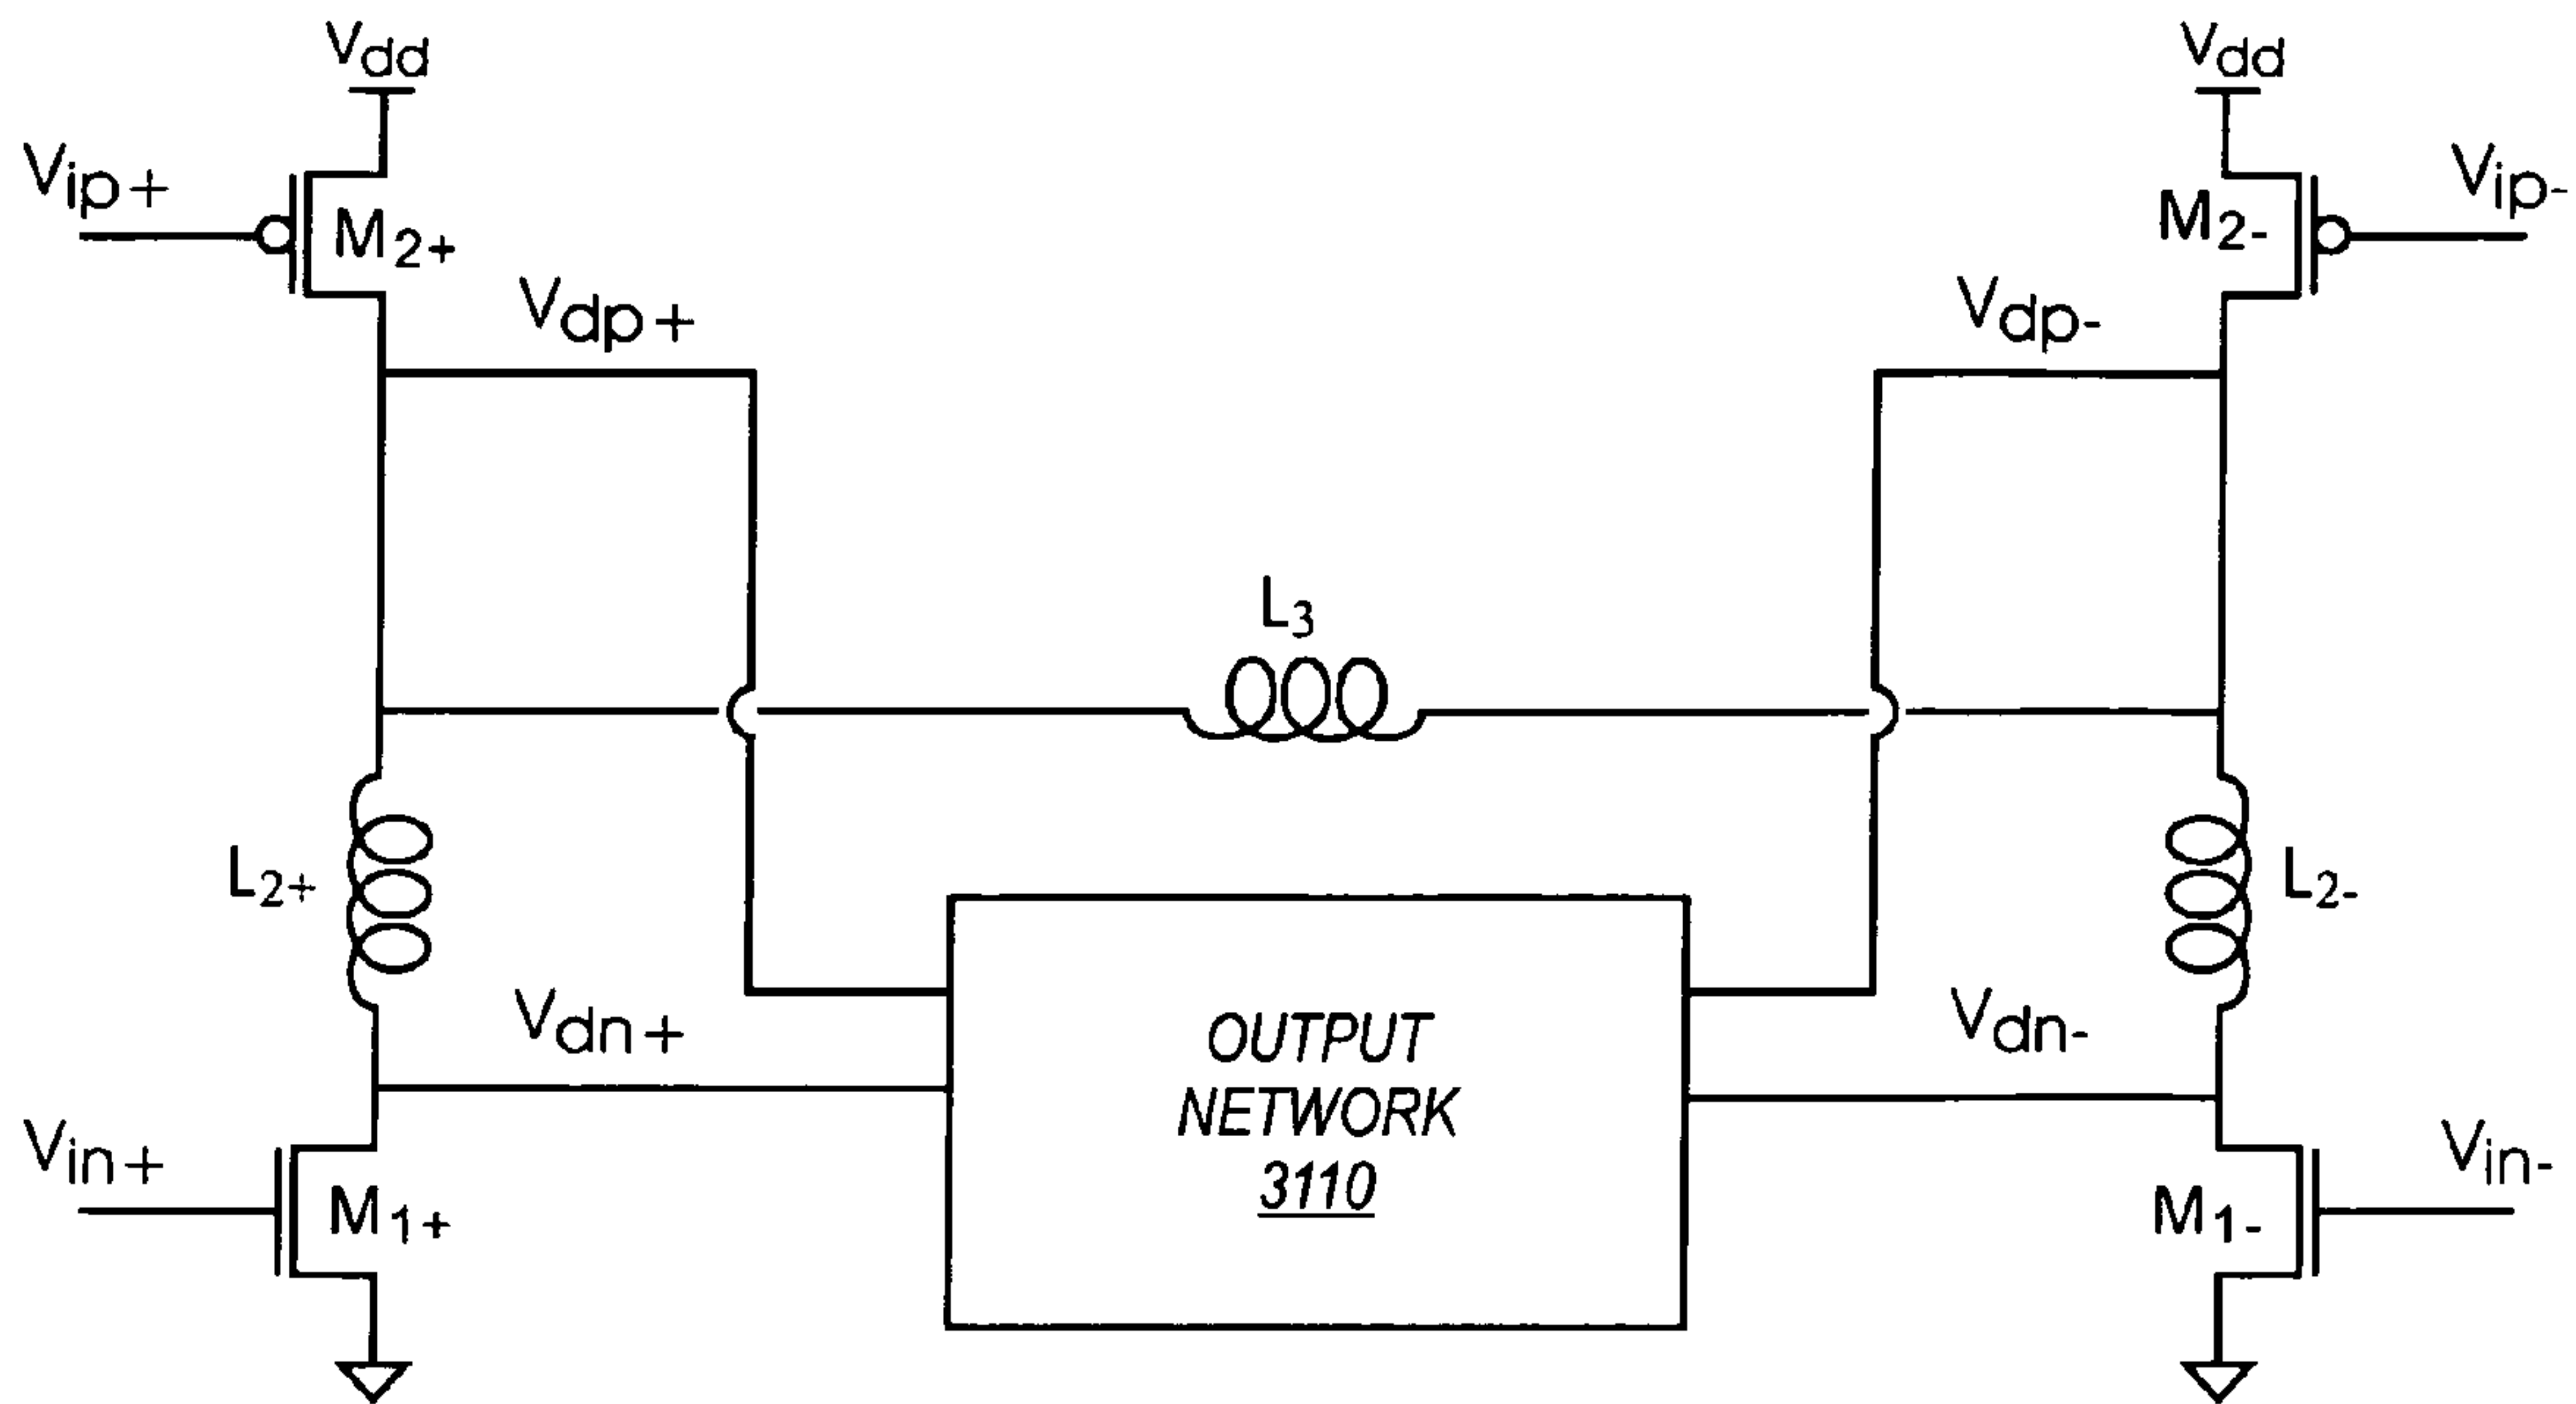 Vdd
Vdd
Vip+
Vip-
M2+
M2-
Vdp+
Vdp-
L3
L2+
L2-
Vdn+
Vdn-
OUTPUT
NETWORK
3110
Vin+
Vin-
M1+
M1-